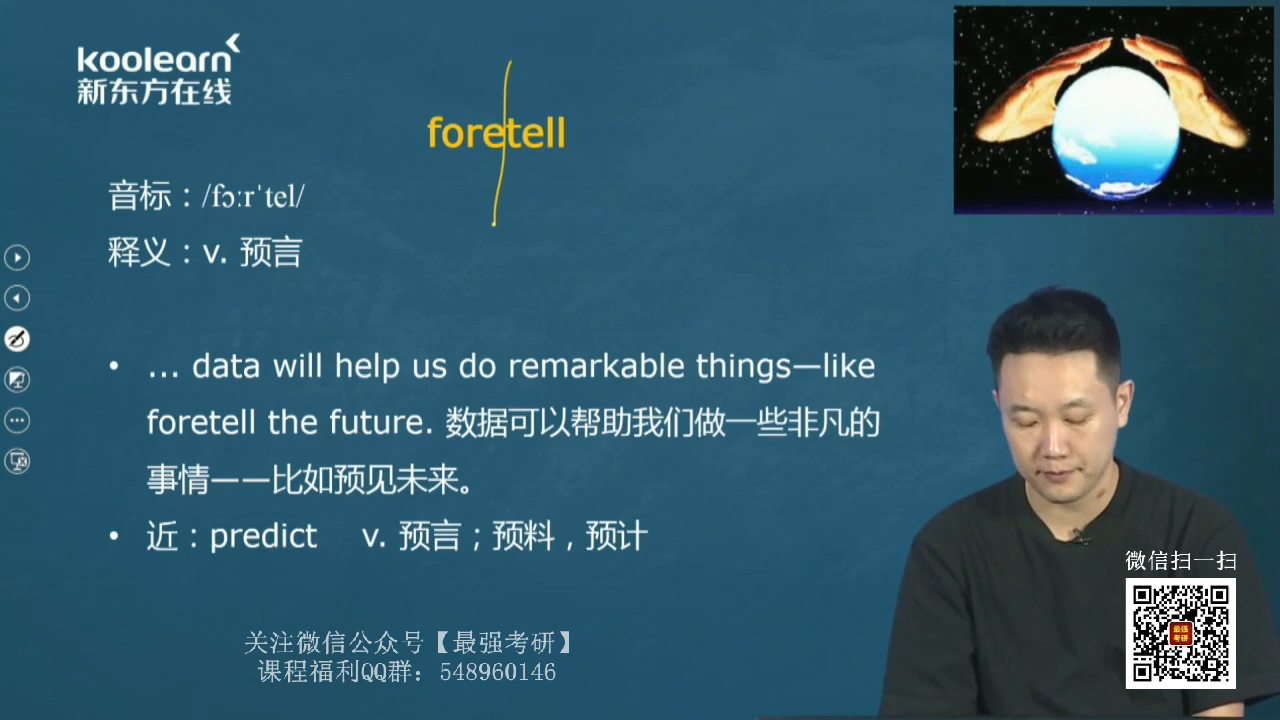 koolearn
新东方在线
foretell
音标：/fɔːrˈtel/
释义：v. 预言
• ... data will help us do remarkable things—like
foretell the future. 数据可以帮助我们做一些非凡的
事情——比如预见未来。
• 近：predict v. 预言；预料，预计
微信扫一扫
最强
考研
关注微信公众号【最强考研】
课程福利QQ群：548960146